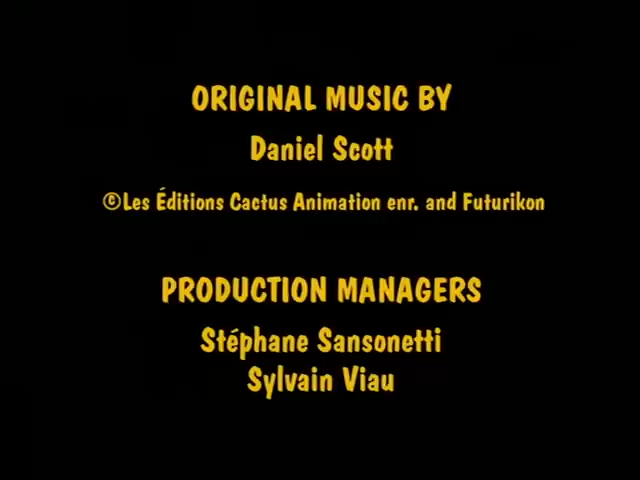 ORIGINAL MUSIC BY
Daniel Scott
©Les Éditions Cactus Animation enr. and Futurikon
PRODUCTION MANAGERS
Stéphane Sansonetti
Sylvain Viau